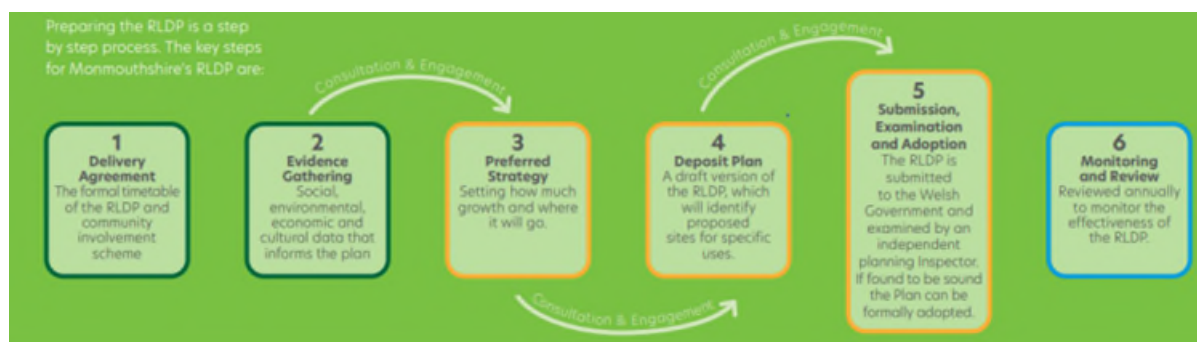 Preparing the RLDP is a step
by step process. The key steps
for Monmouthshire's RLDP are:
Consultation & Engagement
Consultation & Engagement
1
Delivery
Agreement
The formal timetable
of the RLDP and
community
involvement
scheme
2
Evidence
Gathering
Social,
environmental,
economic and
cultural data that
informs the plan
3
Preferred
Strategy
Setting how much
growth and where
it will go.
4
Deposit Plan
A draft version of
the RLDP, which
will identify
proposed
sites for specific
uses.
5
Submission,
Examination
and Adoption
The RLDP is
submitted
to the Welsh
Government and
examined by an
independent
planning Inspector.
If found to be sound
the Plan can be
formally adopted.
6
Monitoring
and Review
Reviewed annually
to monitor the
effectiveness of
the RLDP.
Consultation & Engagement